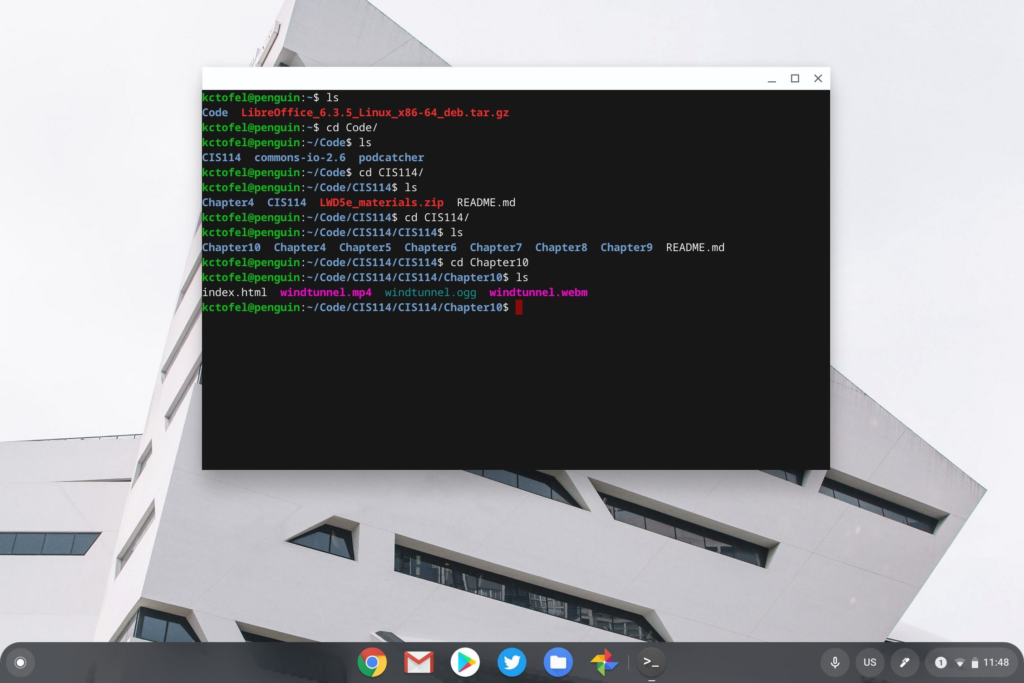 kctofel@penguin:~$ ls
Code  LibreOffice_6.3.5_Linux_x86-64_deb.tar.gz
kctofel@penguin:~$ cd Code/
kctofel@penguin:~/Code$ ls
CIS114  commons-io-2.6  podcatcher
kctofel@penguin:~/Code$ cd CIS114/
kctofel@penguin:~/Code/CIS114$ ls
Chapter4  CIS114  LWD5e_materials.zip  README.md
kctofel@penguin:~/Code/CIS114$ cd CIS114/
kctofel@penguin:~/Code/CIS114/CIS114$ ls
Chapter10  Chapter4  Chapter5  Chapter6  Chapter7  Chapter8  Chapter9  README.md
kctofel@penguin:~/Code/CIS114/CIS114$ cd Chapter10
kctofel@penguin:~/Code/CIS114/CIS114/Chapter10$ ls
index.html  windtunnel.mp4  windtunnel.ogg  windtunnel.webm
kctofel@penguin:~/Code/CIS114/CIS114/Chapter10$
>_ US 1 11:48